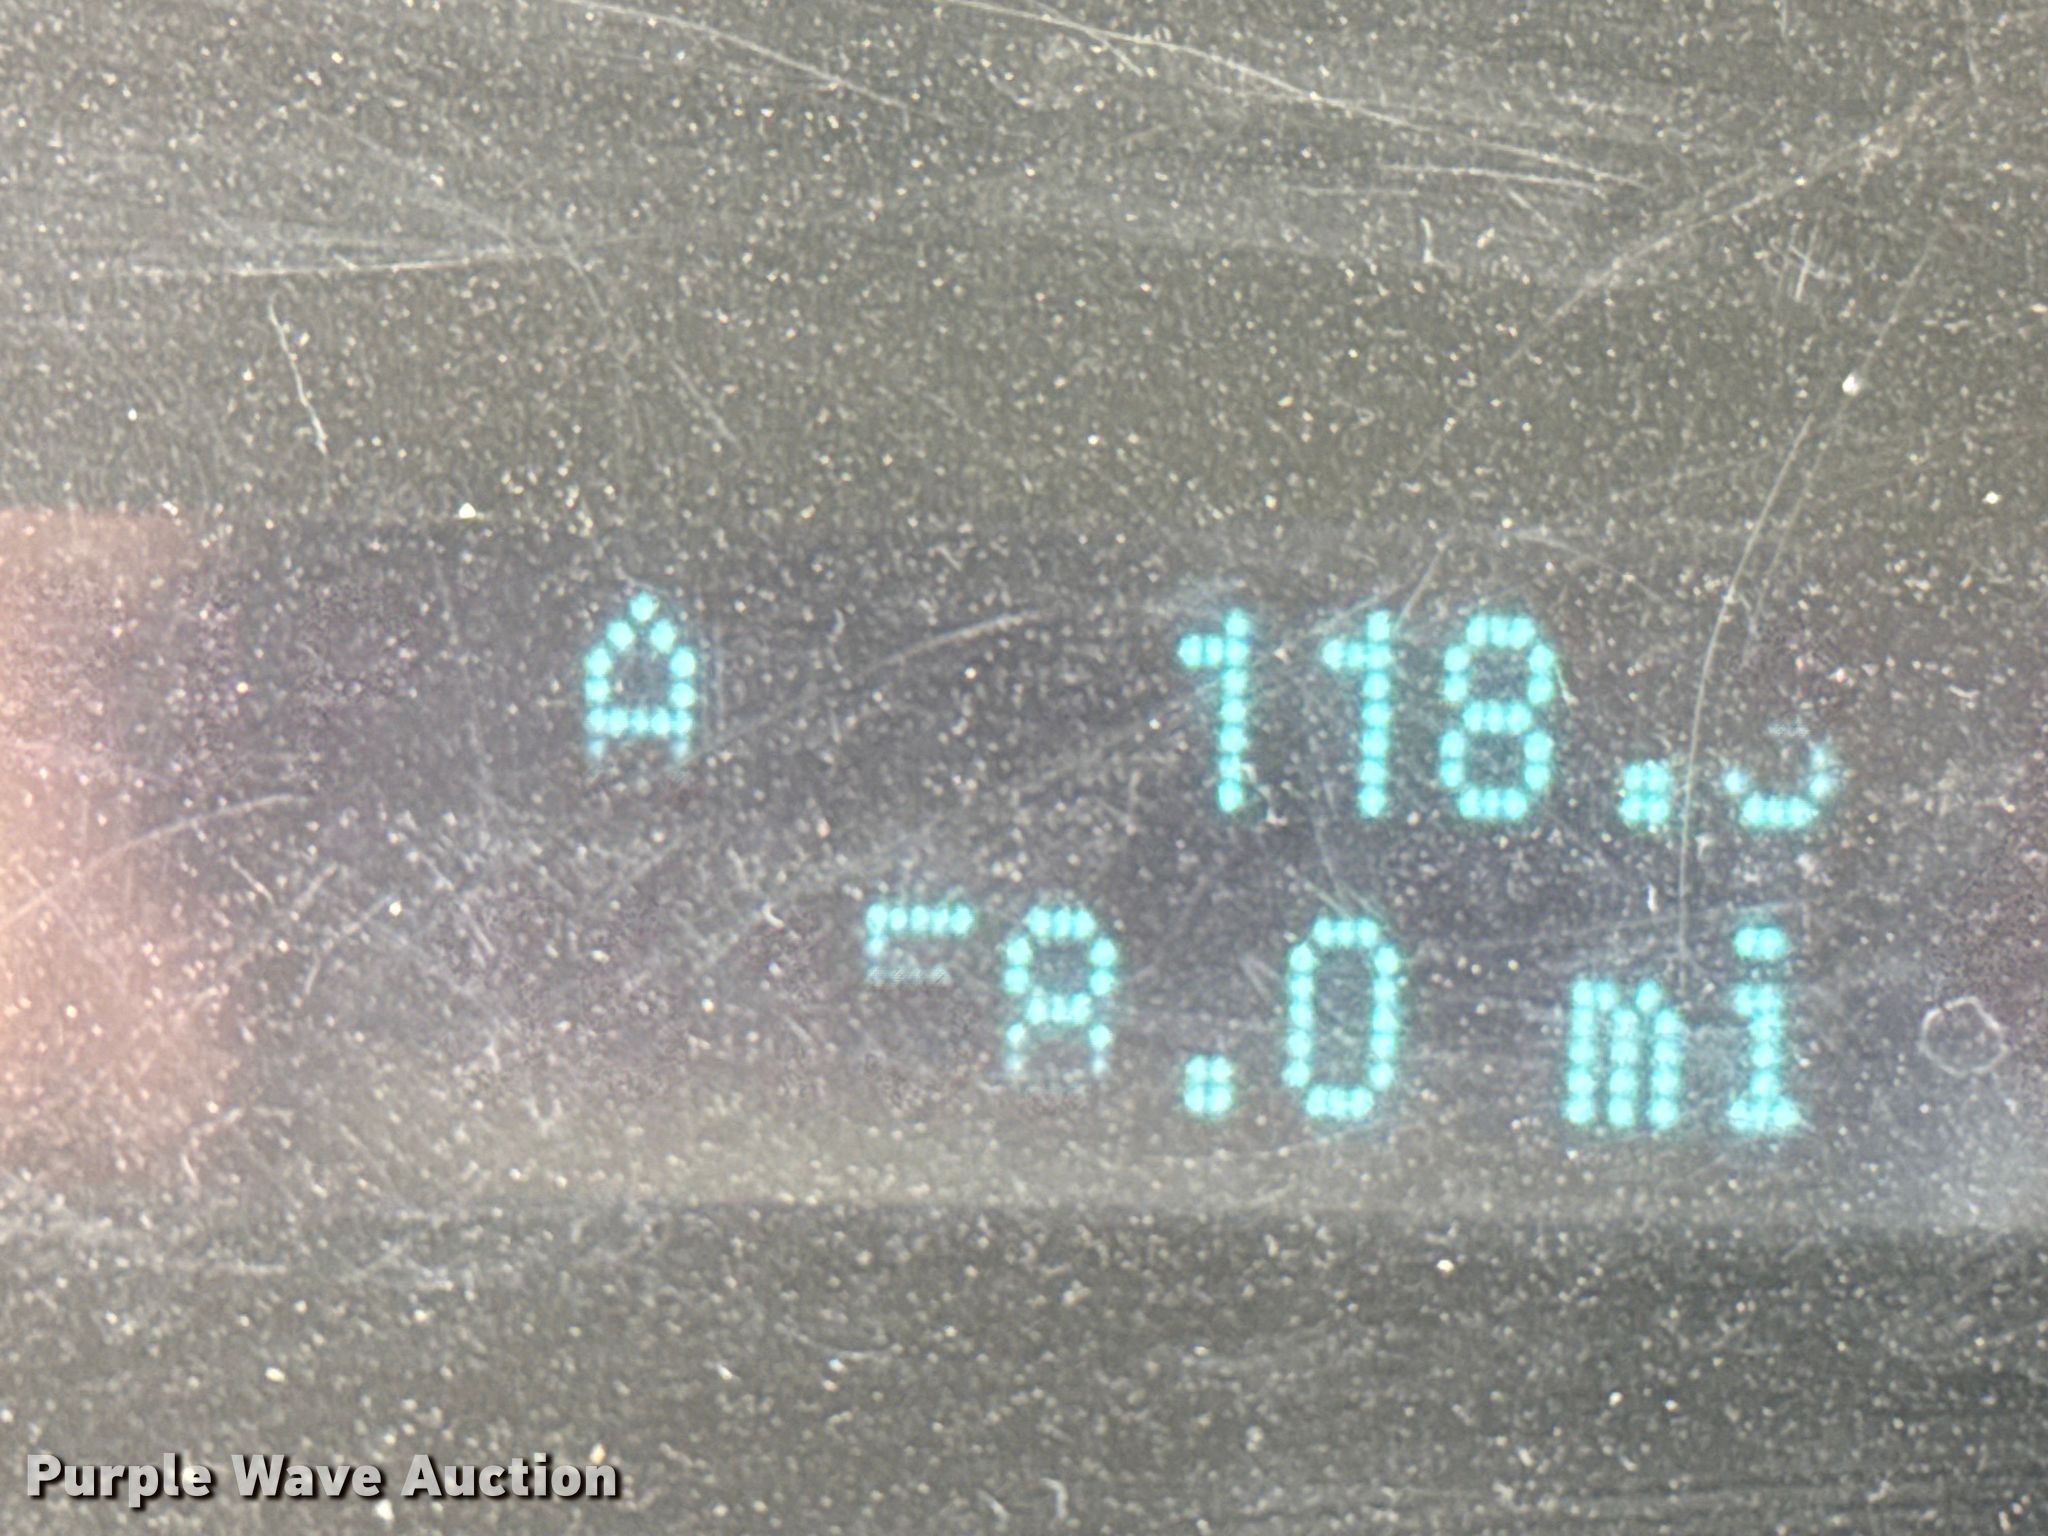 A 118.
8.0 mi
Purple Wave Auction